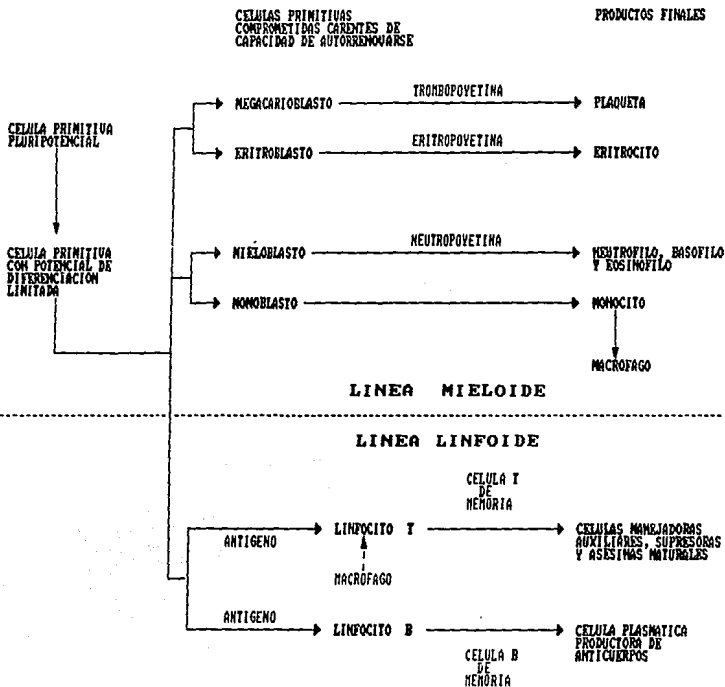 CELULAS PRIMITIVAS
COMPROMETIDAS CARENTES DE
CAPACIDAD DE AUTORRENOVARSE
PRODUCTOS FINALES
TROMBOPOYETINA
MEGACARIOBLASTO
PLAQUETA
CELULA PRIMITIVA
PLURIPOTENCIAL
ERITROPOYETINA
ERITROBLASTO
ERITROCITO
NEUTROPOYETINA
CELULA PRIMITIVA
CON POTENCIAL DE
DIFERENCIACION
LIMITADA
MIELOBLASTO
NEUTROFILO, BASOFILO
Y EOSINOFILO
MONOBLASTO
MONOCITO
MACROFAGO
LINEA MIELOIDE
LINEA LINFOIDE
CELULA T
DE
MEMORIA
ANTIGENO
LINFOCITO T
CELULAS MANEJADORAS
AUXILIARES, SUPRESORAS
Y ASESINAS NATURALES
MACROFAGO
ANTIGENO
LINFOCITO B
CELULA PLASMATICA
PRODUCTORA DE
ANTICUERPOS
CELULA B
DE
MEMORIA